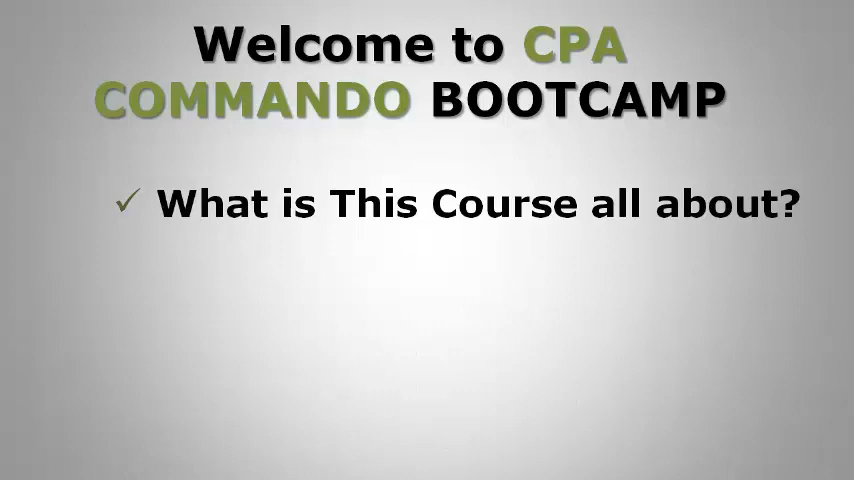 Welcome to CPA
COMMANDO BOOTCAMP
✓ What is This Course all about?